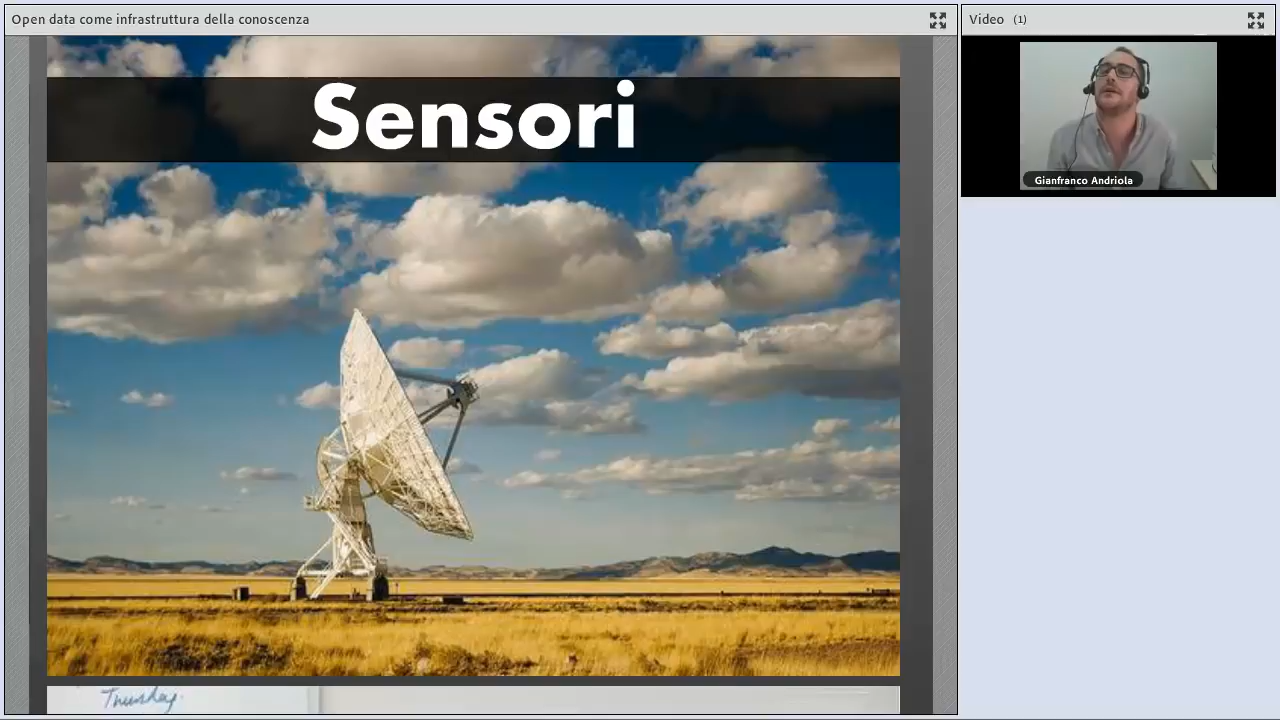 Open data come infrastruttura della conoscenza
Video (1)
Sensori
Gianfranco Andriola
Thursday